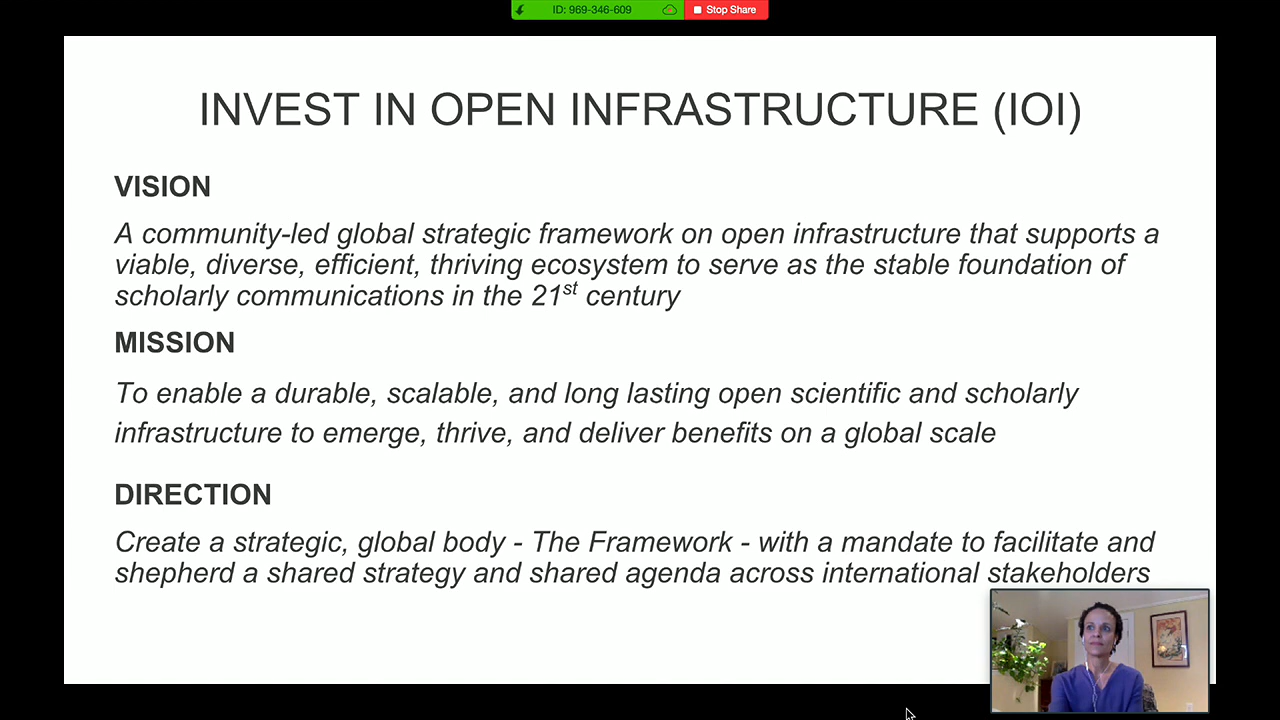 ID: 969-346-609
Stop Share
INVEST IN OPEN INFRASTRUCTURE (IOI)
VISION
A community-led global strategic framework on open infrastructure that supports a
viable, diverse, efficient, thriving ecosystem to serve as the stable foundation of
scholarly communications in the 21st century
MISSION
To enable a durable, scalable, and long lasting open scientific and scholarly
infrastructure to emerge, thrive, and deliver benefits on a global scale
DIRECTION
Create a strategic, global body - The Framework - with a mandate to facilitate and
shepherd a shared strategy and shared agenda across international stakeholders